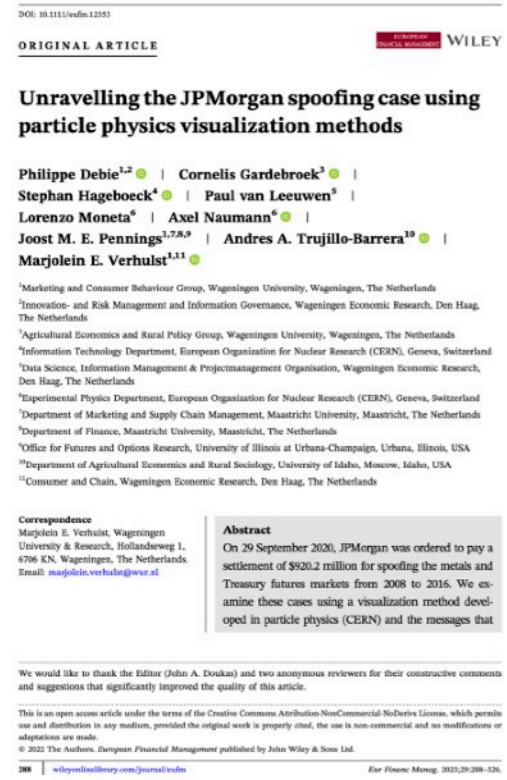 DOI: 10.1111/eufm.12353
ORIGINAL ARTICLE
EUROPEAN
FINANCIAL MANAGEMENT
WILEY
Unravelling the JPMorgan spoofing case using
particle physics visualization methods
Philippe Debie1,2 | Cornelis Gardebroek3 |
Stephan Hageboeck4 | Paul van Leeuwen5 |
Lorenzo Moneta6 | Axel Naumann6 |
Joost M. E. Pennings1,7,8,9 | Andres A. Trujillo-Barrera10 |
Marjolein E. Verhulst1,11
1Marketing and Consumer Behaviour Group, Wageningen University, Wageningen, The Netherlands
2Innovation- and Risk Management and Information Governance, Wageningen Economic Research, Den Haag,
The Netherlands
3Agricultural Economics and Rural Policy Group, Wageningen University, Wageningen, The Netherlands
4Information Technology Department, European Organization for Nuclear Research (CERN), Geneva, Switzerland
5Data Science, Information Management & Projectmanagement Organisation, Wageningen Economic Research,
Den Haag, The Netherlands
6Experimental Physics Department, European Organization for Nuclear Research (CERN), Geneva, Switzerland
7Department of Marketing and Supply Chain Management, Maastricht University, Maastricht, The Netherlands
8Department of Finance, Maastricht University, Maastricht, The Netherlands
9Office for Futures and Options Research, University of Illinois at Urbana-Champaign, Urbana, Illinois, USA
10Department of Agricultural Economics and Rural Sociology, University of Idaho, Moscow, Idaho, USA
11Consumer and Chain, Wageningen Economic Research, Den Haag, The Netherlands
Correspondence
Marjolein E. Verhulst, Wageningen
University & Research, Hollandseweg 1,
6706 KN, Wageningen, The Netherlands.
Email: marjolein.verhulst@wur.nl
Abstract
On 29 September 2020, JPMorgan was ordered to pay a
settlement of $920.2 million for spoofing the metals and
Treasury futures markets from 2008 to 2016. We ex-
amine these cases using a visualization method devel-
oped in particle physics (CERN) and the messages that
We would like to thank the Editor (John A. Doukas) and two anonymous reviewers for their constructive comments
and suggestions that significantly improved the quality of this article.
This is an open access article under the terms of the Creative Commons Attribution-NonCommercial-NoDerivs License, which permits
use and distribution in any medium, provided the original work is properly cited, the use is non-commercial and no modifications or
adaptations are made.
© 2022 The Authors. European Financial Management published by John Wiley & Sons Ltd.
288 | wileyonlinelibrary.com/journal/eufm
Eur Financ Manag. 2023;29:288–326.